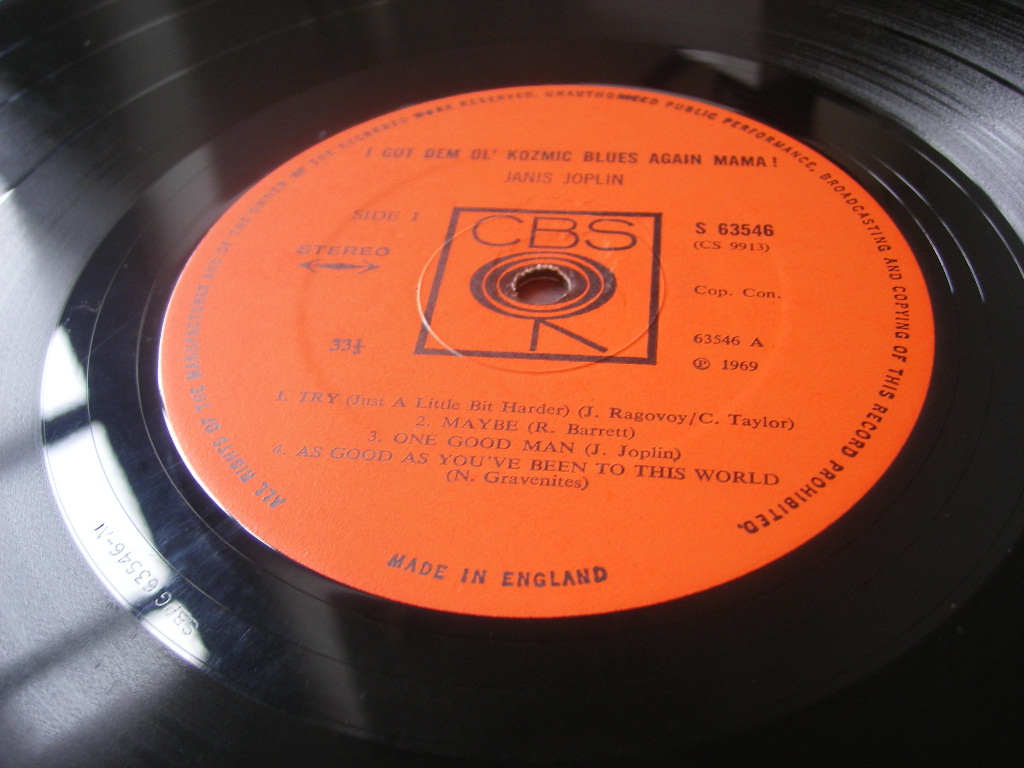 I GOT DEM OL' KOZMIC BLUES AGAIN MAMA!
JANIS JOPLIN
SIDE 1
STEREO
33⅓
CBS
S 63546
(CS 9913)
Cop. Con.
63546 A
℗ 1969
1. TRY (Just A Little Bit Harder) (J. Ragovoy/C. Taylor)
2. MAYBE (R. Barrett)
3. ONE GOOD MAN (J. Joplin)
4. AS GOOD AS YOU'VE BEEN TO THIS WORLD
(N. Gravenites)
MADE IN ENGLAND
ALL RIGHTS OF THE MANUFACTURER AND OF THE OWNER OF THE RECORDED WORK RESERVED. UNAUTHORISED PUBLIC PERFORMANCE, BROADCASTING AND COPYING OF THIS RECORD PROHIBITED.
63546-A